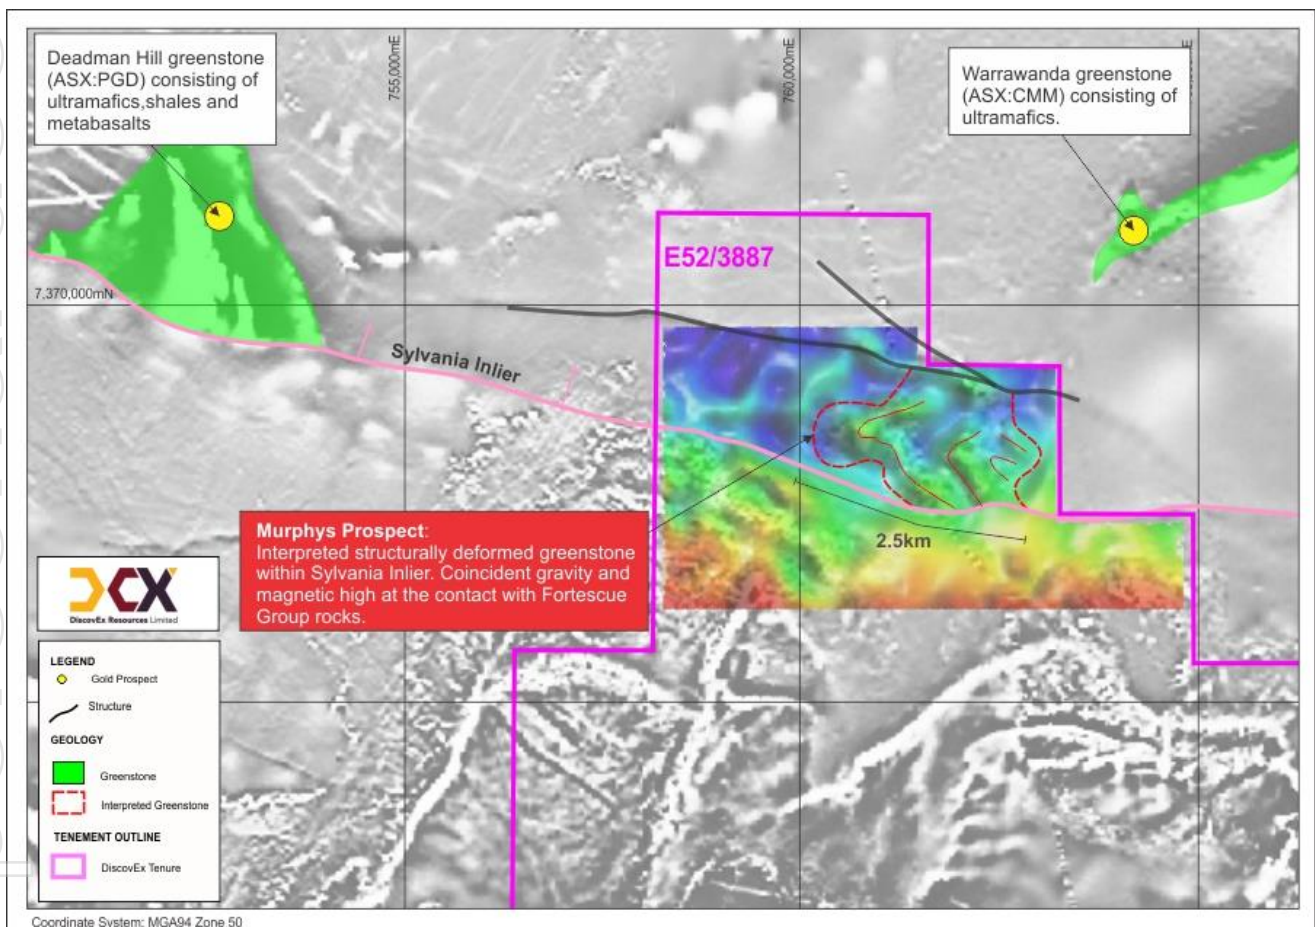 Deadman Hill greenstone
(ASX:PGD) consisting of
ultramafics,shales and
metabasalts
755,000mE
760,000mE
Warrawanda greenstone
(ASX:CMM) consisting of
ultramafics.
E52/3887
7,370,000mN
Sylvania Inlier
2.5km
Murphys Prospect:
Interpreted structurally deformed greenstone
within Sylvania Inlier. Coincident gravity and
magnetic high at the contact with Fortescue
Group rocks.
DCX
DiscovEx Resources Limited
LEGEND
Gold Prospect
Structure
GEOLOGY
Greenstone
Interpreted Greenstone
TENEMENT OUTLINE
DiscovEx Tenure
Coordinate System: MGA94 Zone 50